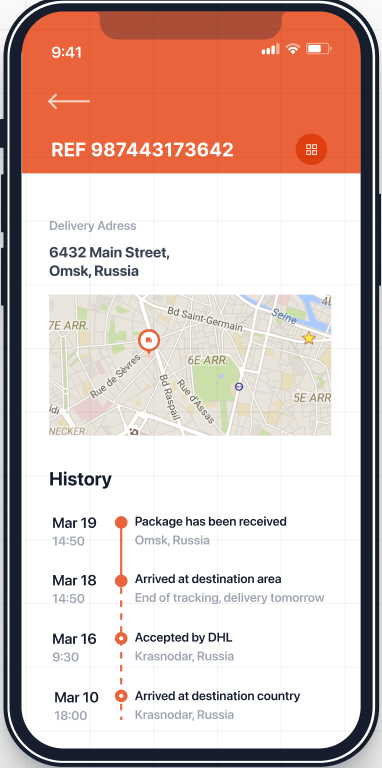 9:41
REF 987443173642
Delivery Adress
6432 Main Street,
Omsk, Russia
7E ARR.
Bd Saint-Germain
Seine
Rue de Sèvres
6E ARR.
Bd Raspail
Rue d'Assas
5E ARR
NECKER
History
Mar 19
Package has been received
14:50
Omsk, Russia
Mar 18
Arrived at destination area
14:50
End of tracking, delivery tomorrow
Mar 16
Accepted by DHL
9:30
Krasnodar, Russia
Mar 10
Arrived at destination country
18:00
Krasnodar, Russia